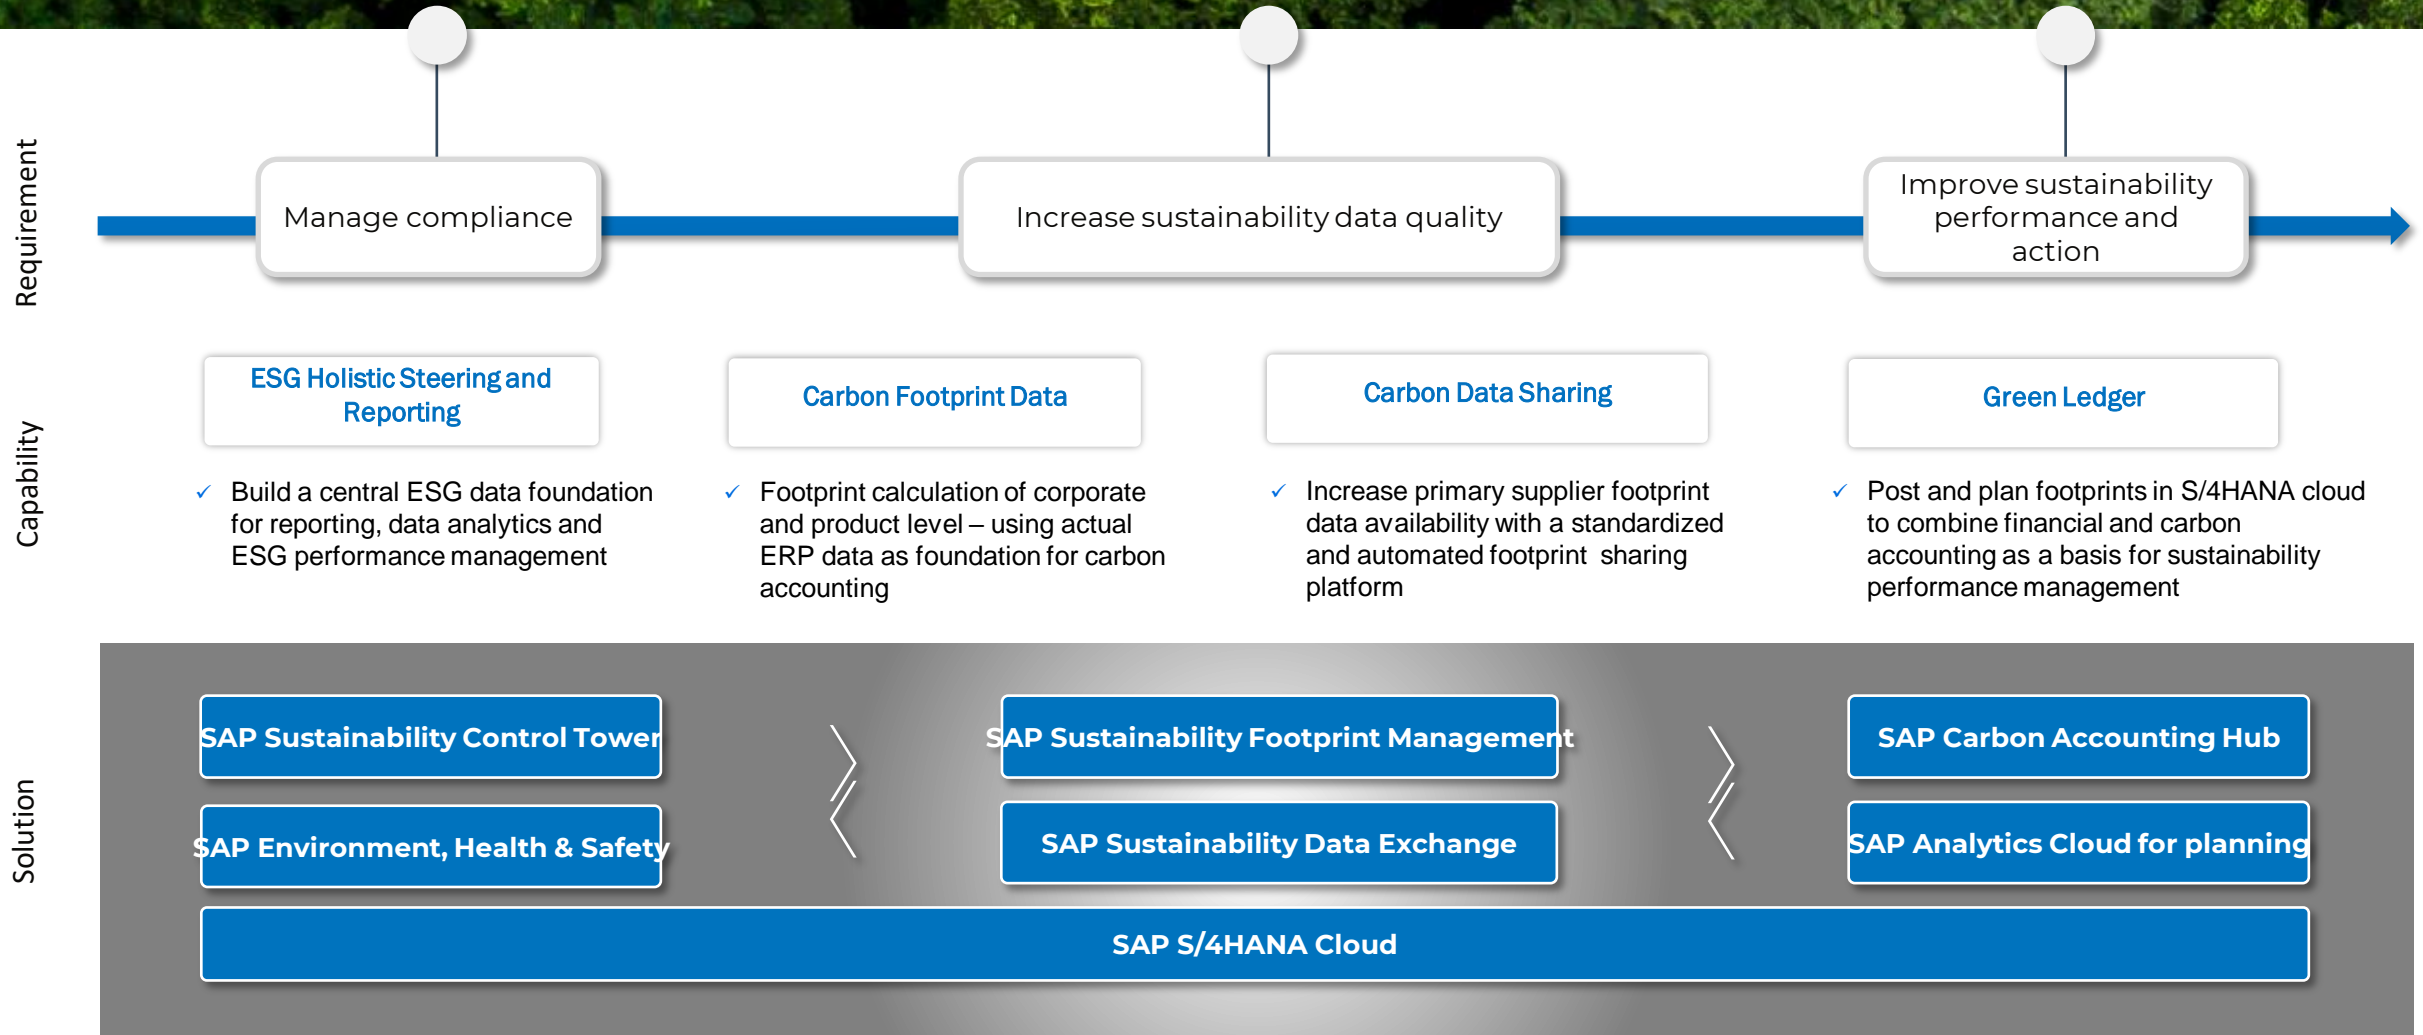 Requirement
Manage compliance
Increase sustainability data quality
Improve sustainability
performance and
action
Capability
ESG Holistic Steering and
Reporting
Carbon Footprint Data
Carbon Data Sharing
Green Ledger
✓ Build a central ESG data foundation
for reporting, data analytics and
ESG performance management
✓ Footprint calculation of corporate
and product level – using actual
ERP data as foundation for carbon
accounting
✓ Increase primary supplier footprint
data availability with a standardized
and automated footprint sharing
platform
✓ Post and plan footprints in S/4HANA cloud
to combine financial and carbon
accounting as a basis for sustainability
performance management
Solution
SAP Sustainability Control Tower
SAP Sustainability Footprint Management
SAP Carbon Accounting Hub
SAP Environment, Health & Safety
SAP Sustainability Data Exchange
SAP Analytics Cloud for planning
SAP S/4HANA Cloud